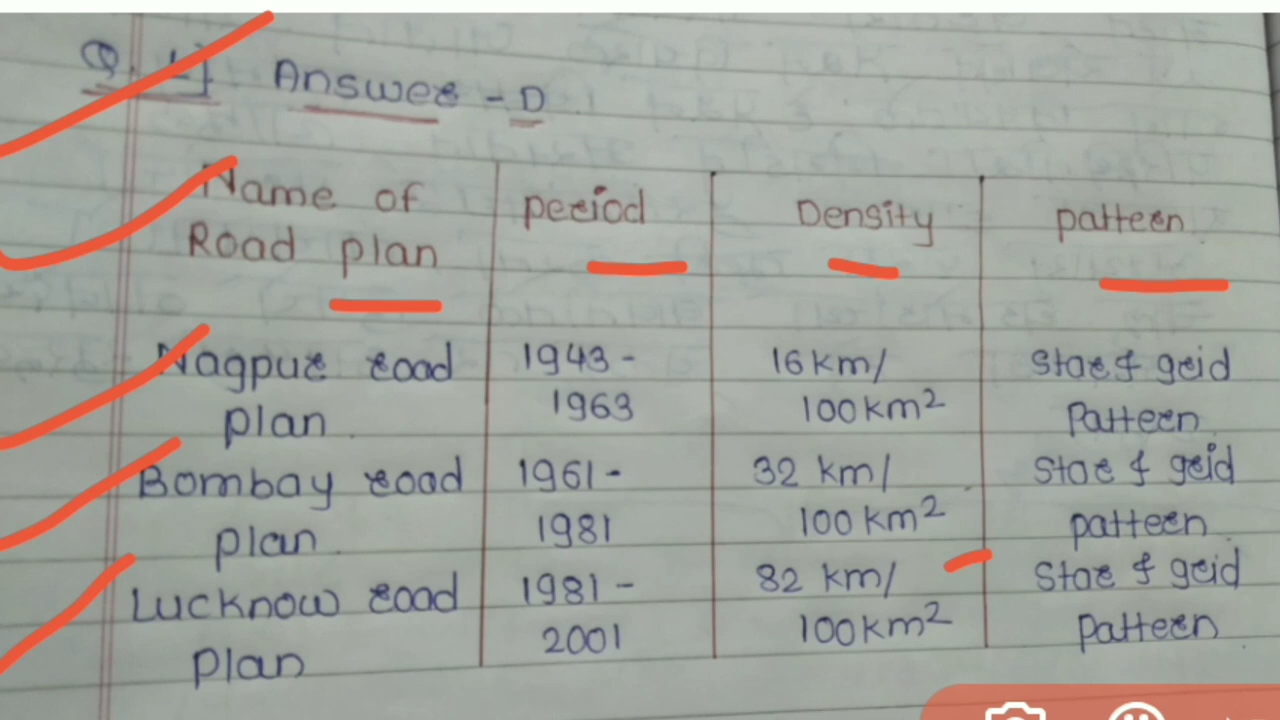 Q. 1] Answer - D
Name of Road plan | period | Density | pattern
Nagpur road plan | 1943 - 1963 | 16 km/ 100 km² | Star & grid Pattern
Bombay road plan | 1961 - 1981 | 32 km/ 100 km² | Star & grid pattern
Lucknow road plan | 1981 - 2001 | 82 km/ 100 km² | Star & grid Pattern